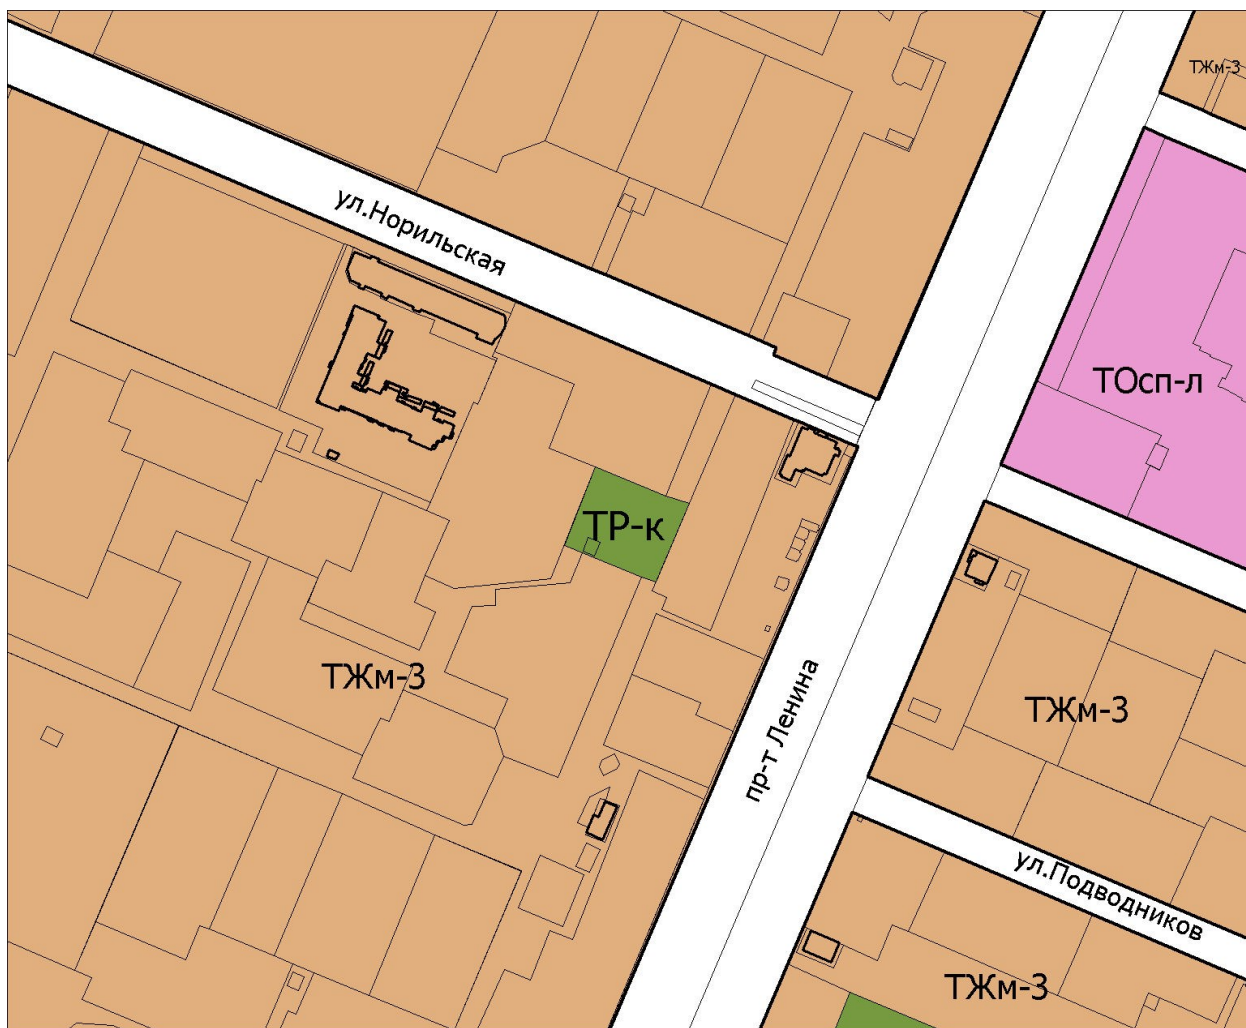 ТЖм-3
ул.Норильская
ТОсп-л
ТР-к
ТЖм-3
ТЖм-3
пр-т Ленина
ул.Подводников
ТЖм-3